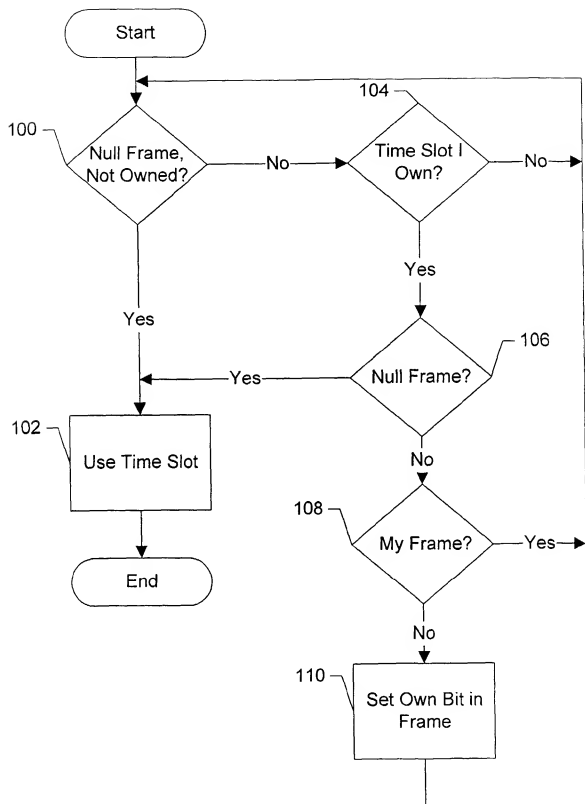 Start
104
100
Null Frame,
Not Owned?
No
Time Slot I
Own?
No
Yes
Yes
106
Yes
Null Frame?
102
Use Time Slot
No
108
My Frame?
Yes
End
No
110
Set Own Bit in
Frame